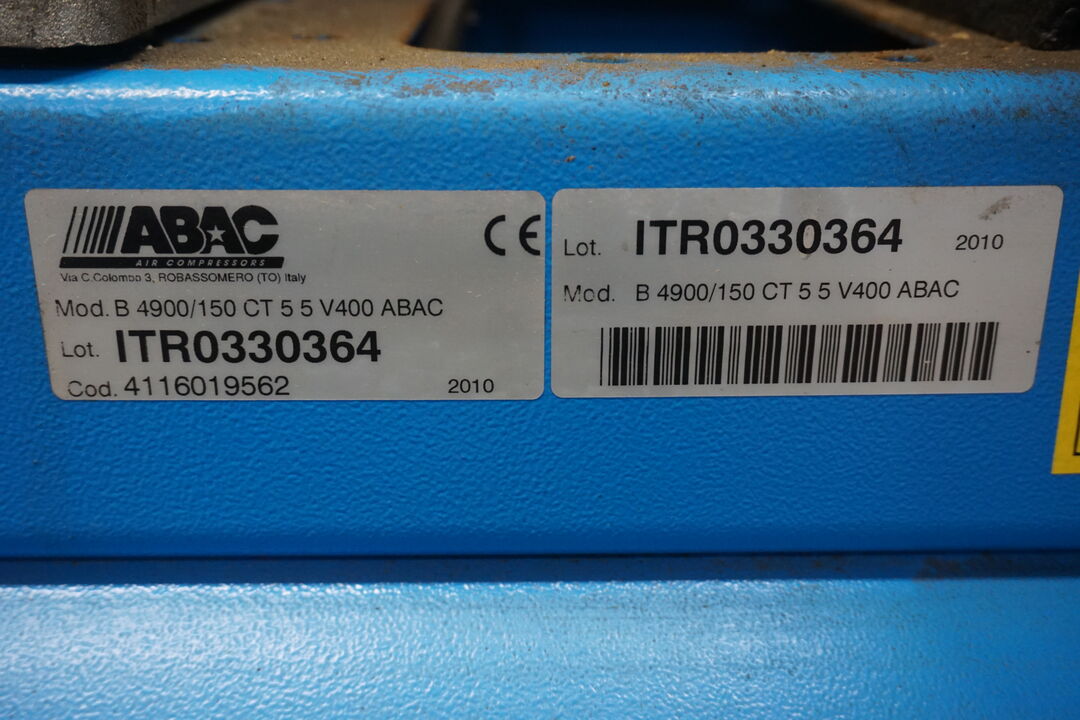 ABAC
AIR COMPRESSORS
Via C.Colombo 3, ROBASSOMERO (TO) Italy
CE
Mod. B 4900/150 CT 5 5 V400 ABAC
Lot. ITR0330364
Cod. 4116019562 2010
Lot. ITR0330364 2010
Mod. B 4900/150 CT 5 5 V400 ABAC